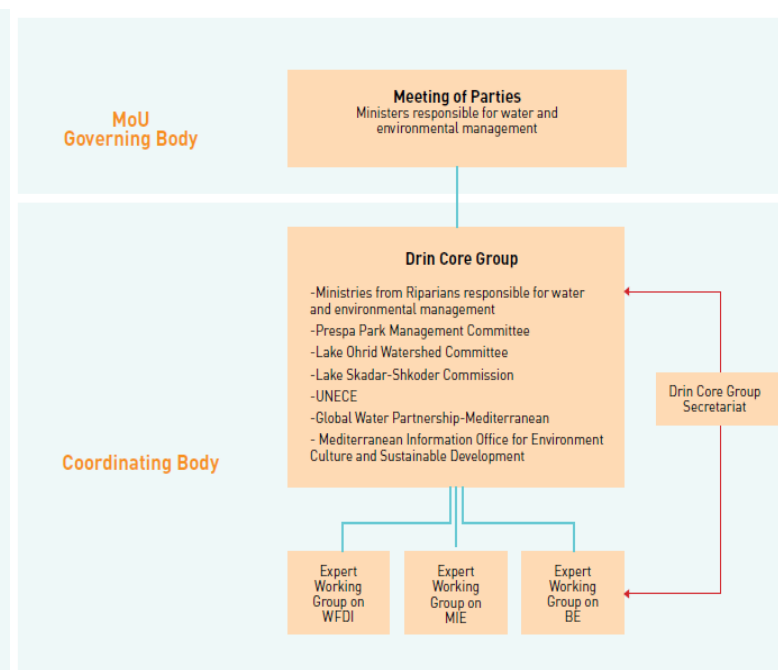 MoU
Governing Body
Meeting of Parties
Ministers responsible for water and
environmental management
Coordinating Body
Drin Core Group
-Ministries from Riparians responsible for water
and environmental management
-Prespa Park Management Committee
-Lake Ohrid Watershed Committee
-Lake Skadar-Shkoder Commission
-UNECE
-Global Water Partnership-Mediterranean
- Mediterranean Information Office for Environment
Culture and Sustainable Development
Drin Core Group
Secretariat
Expert
Working
Group on
WFDI
Expert
Working
Group on
MIE
Expert
Working
Group on
BE